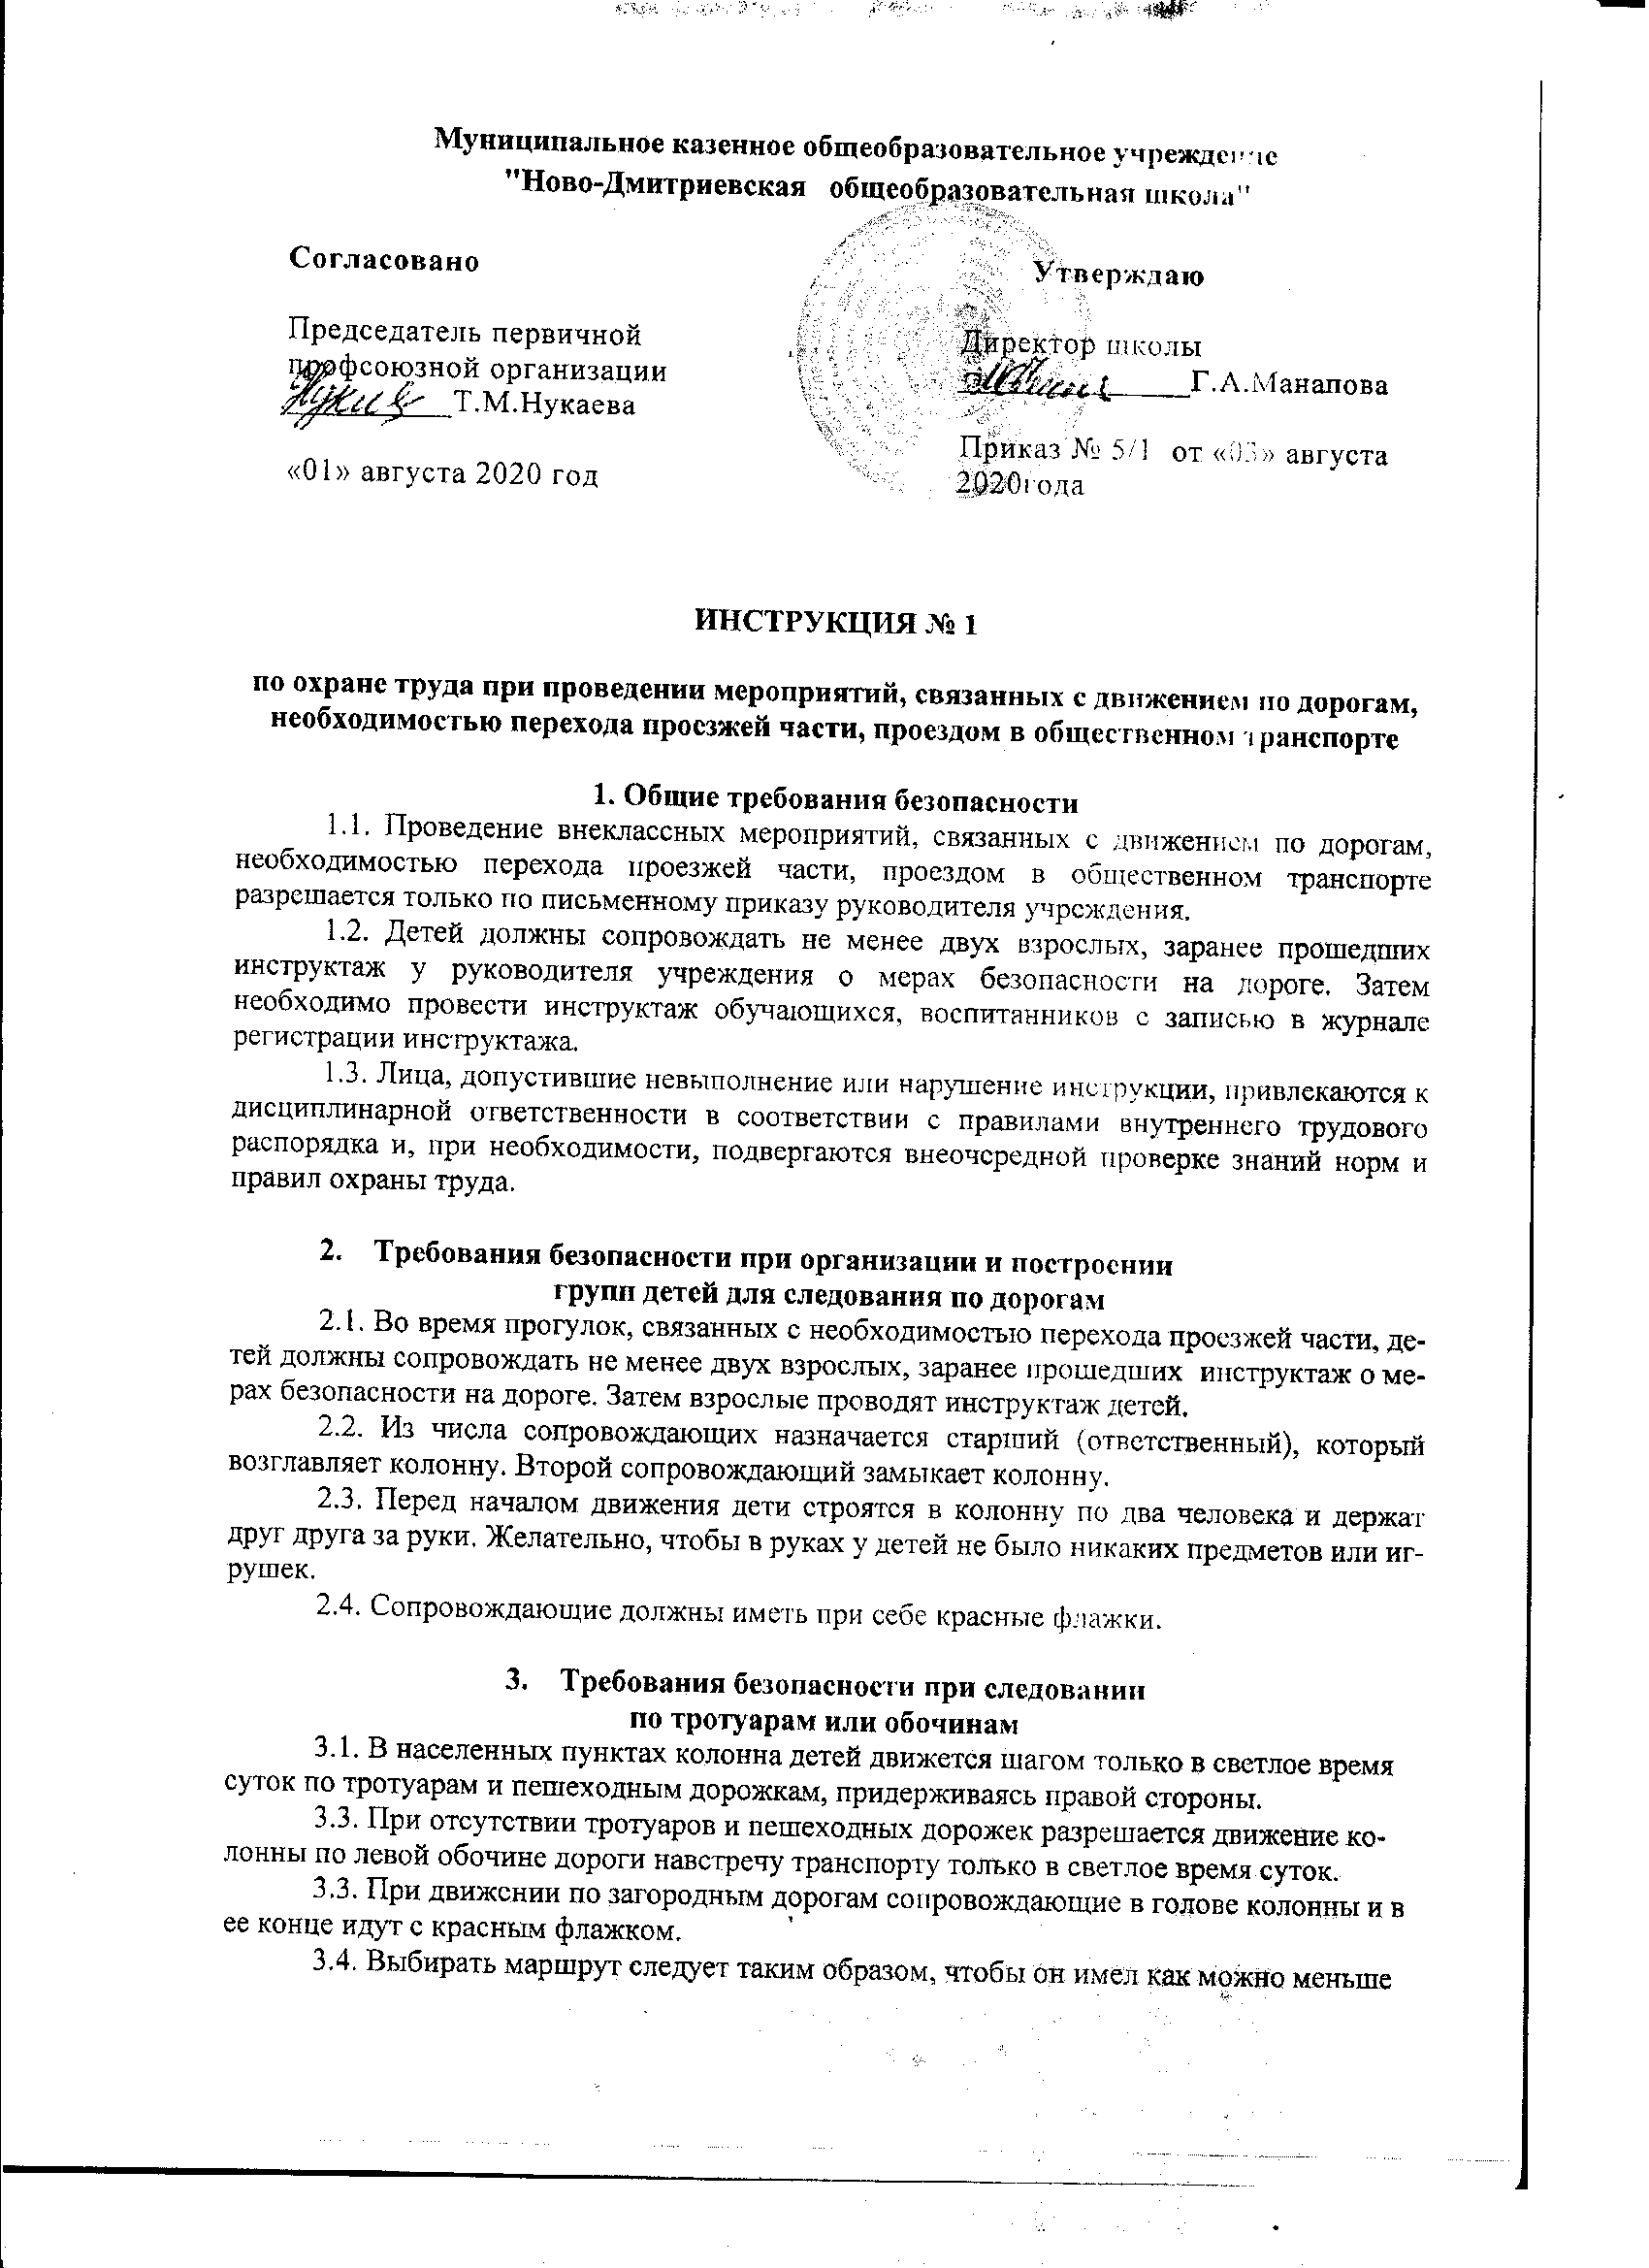 Муниципальное казенное общеобразовательное учреждение
"Ново-Дмитриевская общеобразовательная школа"
Согласовано
Утверждаю
Председатель первичной
профсоюзной организации
Т.М.Нукаева
«01» августа 2020 год
Директор школы
Г.А.Манапова
Приказ № 5/1 от «03» августа
2020года
ИНСТРУКЦИЯ № 1
по охране труда при проведении мероприятий, связанных с движением по дорогам,
необходимостью перехода проезжей части, проездом в общественном транспорте
1. Общие требования безопасности
1.1. Проведение внеклассных мероприятий, связанных с движением по дорогам,
необходимостью перехода проезжей части, проездом в общественном транспорте
разрешается только по письменному приказу руководителя учреждения.
1.2. Детей должны сопровождать не менее двух взрослых, заранее прошедших
инструктаж у руководителя учреждения о мерах безопасности на дороге. Затем
необходимо провести инструктаж обучающихся, воспитанников с записью в журнале
регистрации инструктажа.
1.3. Лица, допустившие невыполнение или нарушение инструкции, привлекаются к
дисциплинарной ответственности в соответствии с правилами внутреннего трудового
распорядка и, при необходимости, подвергаются внеочередной проверке знаний норм и
правил охраны труда.
2. Требования безопасности при организации и построении
групп детей для следования по дорогам
2.1. Во время прогулок, связанных с необходимостью перехода проезжей части, де-
тей должны сопровождать не менее двух взрослых, заранее прошедших инструктаж о ме-
рах безопасности на дороге. Затем взрослые проводят инструктаж детей.
2.2. Из числа сопровождающих назначается старший (ответственный), который
возглавляет колонну. Второй сопровождающий замыкает колонну.
2.3. Перед началом движения дети строятся в колонну по два человека и держат
друг друга за руки. Желательно, чтобы в руках у детей не было никаких предметов или иг-
рушек.
2.4. Сопровождающие должны иметь при себе красные флажки.
3. Требования безопасности при следовании
по тротуарам или обочинам
3.1. В населенных пунктах колонна детей движется шагом только в светлое время
суток по тротуарам и пешеходным дорожкам, придерживаясь правой стороны.
3.3. При отсутствии тротуаров и пешеходных дорожек разрешается движение ко-
лонны по левой обочине дороги навстречу транспорту только в светлое время суток.
3.3. При движении по загородным дорогам сопровождающие в голове колонны и в
ее конце идут с красным флажком.
3.4. Выбирать маршрут следует таким образом, чтобы он имел как можно меньше